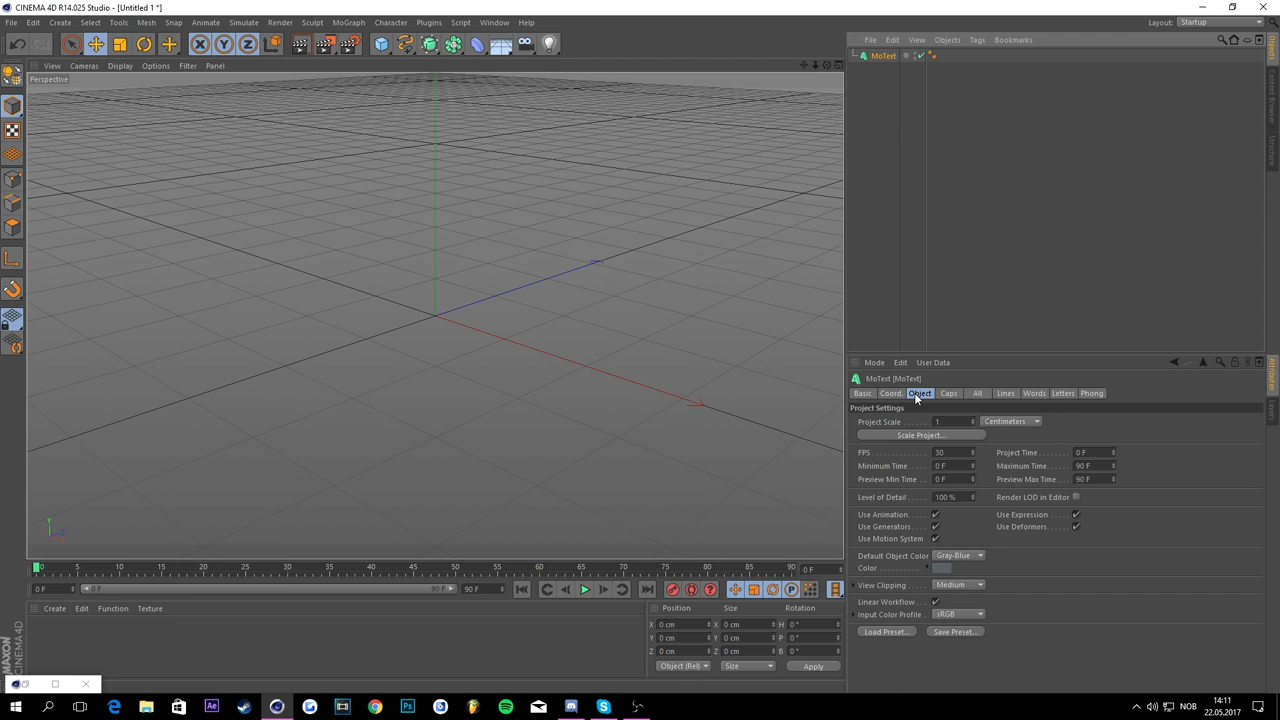 CINEMA 4D R14.025 Studio - [Untitled 1 *]
File Edit Create Select Tools Mesh Snap Animate Simulate Render Sculpt MoGraph Character Plugins Script Window Help Layout: Startup
File Edit View Objects Tags Bookmarks
View Cameras Display Options Filter Panel
MoText
Perspective
Objects
Content Browser
Structure
Y
Z
Mode Edit User Data
MoText [MoText]
Basic Coord. Object Caps All Lines Words Letters Phong
Project Settings
Project Scale 1 Centimeters
Scale Project...
FPS 30 Project Time 0 F
Minimum Time 0 F Maximum Time 90 F
Preview Min Time 0 F Preview Max Time 90 F
Level of Detail 100 % Render LOD in Editor
Use Animation Use Expression
Use Generators Use Deformers
Use Motion System
Default Object Color Gray-Blue
Color
View Clipping Medium
Linear Workflow
Input Color Profile sRGB
Load Preset... Save Preset...
Attributes
Layers
0 5 10 15 20 25 30 35 40 45 50 55 60 65 70 75 80 85 90 0 F
0 F 0 F 90 F 90 F
Create Edit Function Texture
Position Size Rotation
X 0 cm X 0 cm H 0 °
Y 0 cm Y 0 cm P 0 °
Z 0 cm Z 0 cm B 0 °
Object (Rel) Size Apply
MAXON
CINEMA 4D
NOB
14:11
22.05.2017